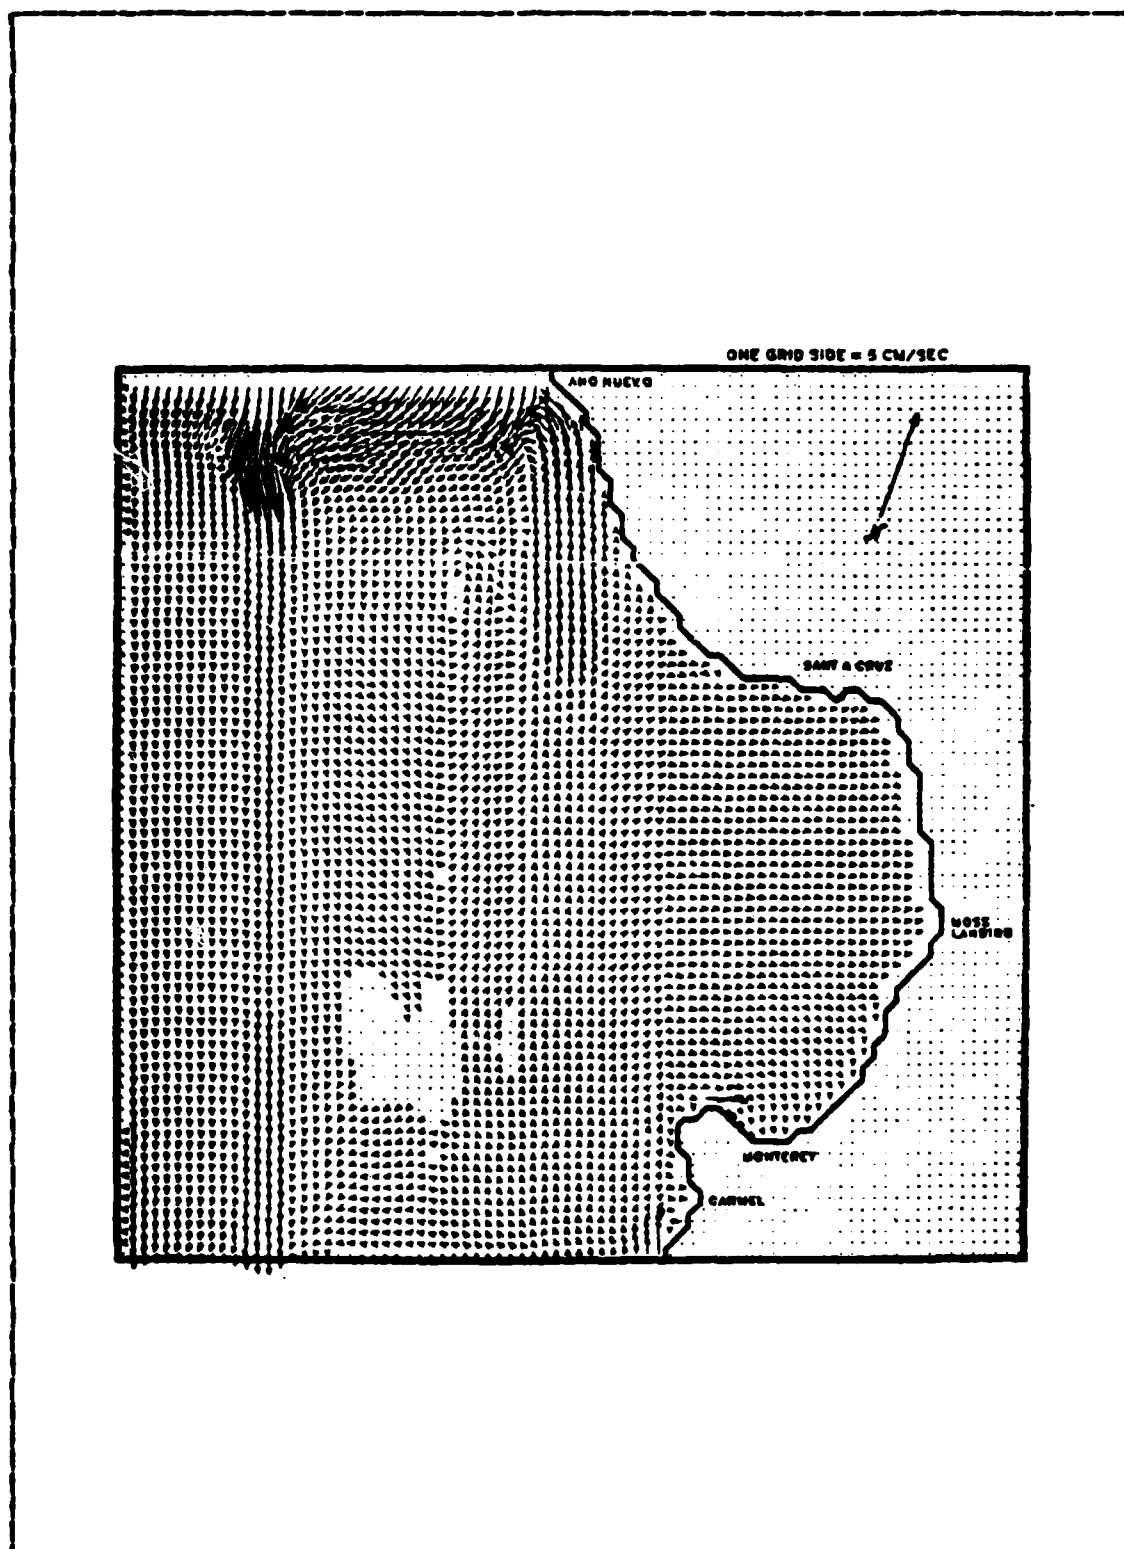 ONE GRID SIDE = 5 CM/SEC
ANO NUEVO
SANTA CRUZ
MOSS
LANDING
MONTEREY
CARMEL